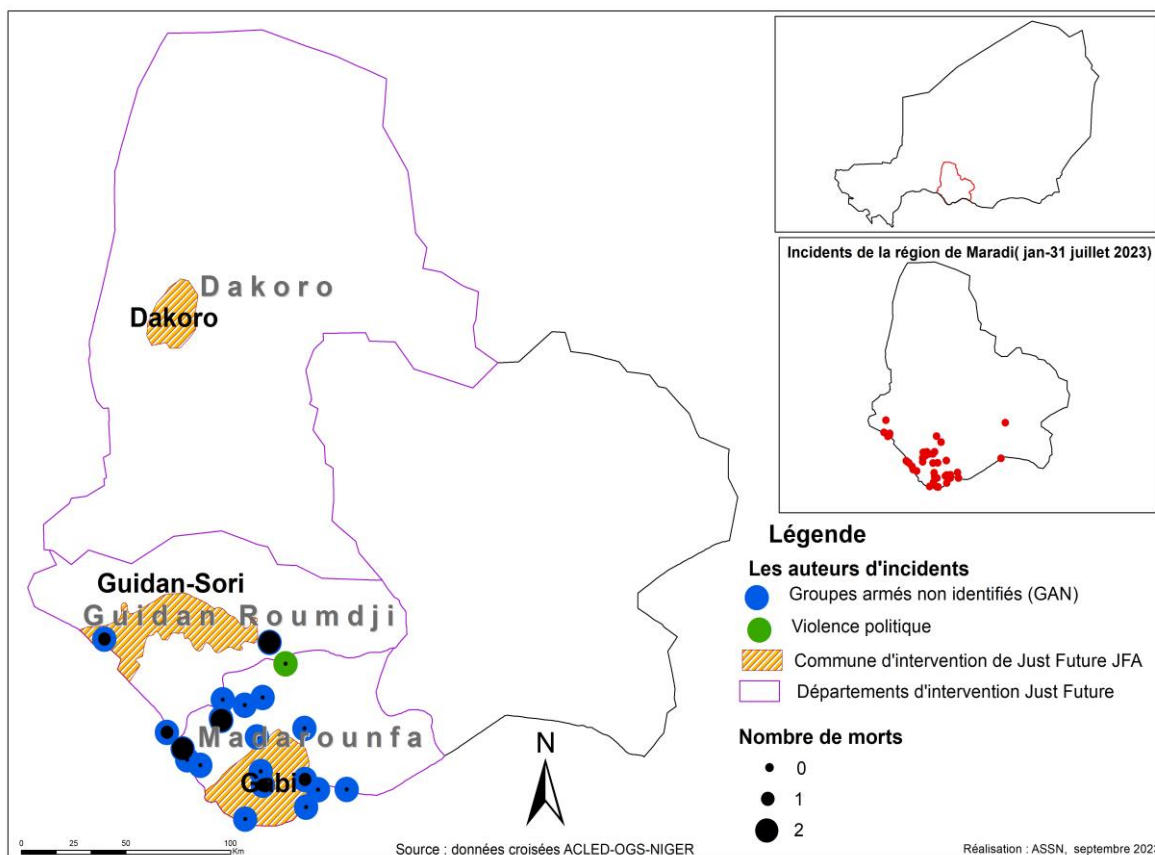 Incidents de la région de Maradi( jan-31 juillet 2023)
Dakoro
Dakoro
Guidan-Sori
Guidan Roumdji
Madarounfa
Gabi
Légende
Les auteurs d'incidents
Groupes armés non identifiés (GAN)
Violence politique
Commune d'intervention de Just Future JFA
Départements d'intervention Just Future
Nombre de morts
0
1
2
N
0 25 50 100
Km
Source : données croisées ACLED-OGS-NIGER
Réalisation : ASSN, septembre 2023